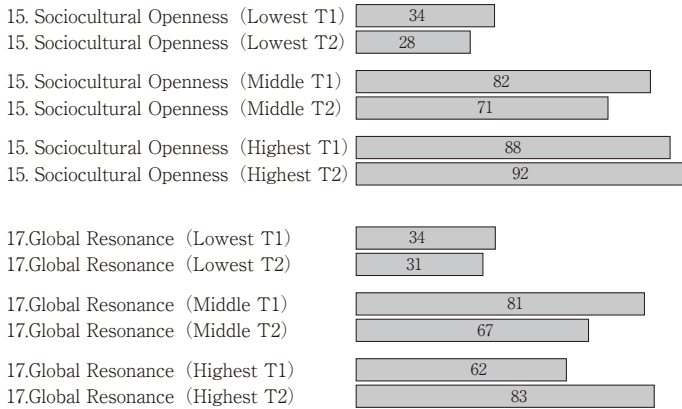 15. Sociocultural Openness (Lowest T1) 34
15. Sociocultural Openness (Lowest T2) 28
15. Sociocultural Openness (Middle T1) 82
15. Sociocultural Openness (Middle T2) 71
15. Sociocultural Openness (Highest T1) 88
15. Sociocultural Openness (Highest T2) 92
17.Global Resonance (Lowest T1) 34
17.Global Resonance (Lowest T2) 31
17.Global Resonance (Middle T1) 81
17.Global Resonance (Middle T2) 67
17.Global Resonance (Highest T1) 62
17.Global Resonance (Highest T2) 83